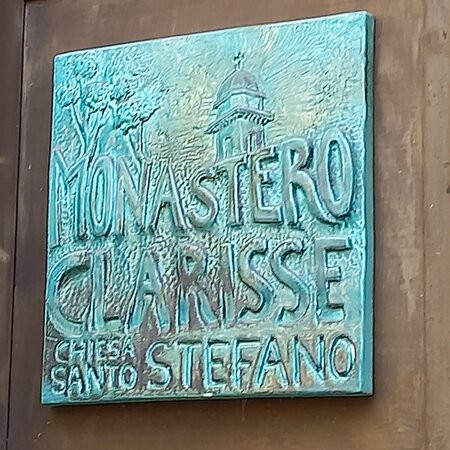 MONASTERO
CLARISSE
CHIESA
SANTO STEFANO